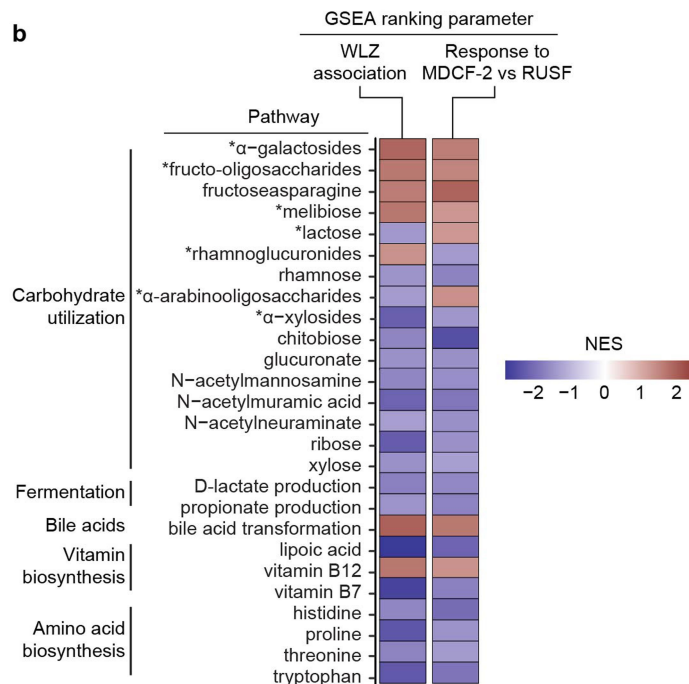 b
GSEA ranking parameter
WLZ
association
Response to
MDCF-2 vs RUSF
Pathway
*α-galactosides
*fructo-oligosaccharides
fructoseasparagine
*melibiose
*lactose
*rhamnoglucuronides
rhamnose
*α-arabinooligosaccharides
*α-xylosides
chitobiose
glucuronate
N−acetylmannosamine
N−acetylmuramic acid
N−acetylneuraminate
ribose
xylose
D-lactate production
propionate production
bile acid transformation
lipoic acid
vitamin B12
vitamin B7
histidine
proline
threonine
tryptophan
Carbohydrate
utilization
Fermentation
Bile acids
Vitamin
biosynthesis
Amino acid
biosynthesis
NES
−2 −1 0 1 2